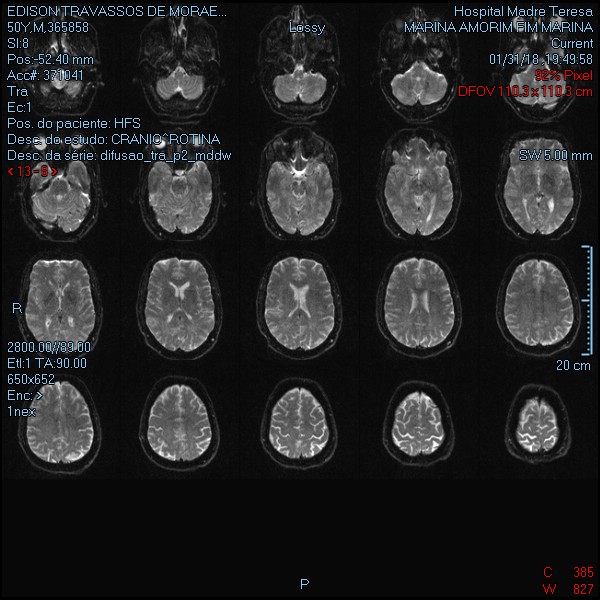 EDISON TRAVASSOS DE MORAE...
50Y,M,365858
Sl:8
Pos:-52.40 mm
Acc#: 371041
Tra
Ec:1
Pos. do paciente: HFS
Desc. do estudo: CRANIO^ROTINA
Desc. da série: difusao_tra_p2_mddw
< 13 - 8 >
Lossy
Hospital Madre Teresa
MARINA AMORIM FIM MARINA
Current
01/31/18 ,19:49:58
92% Pixel
DFOV 110.3 x 110.3 cm
SW 5.00 mm
R
20 cm
2800.00//89.00
Etl:1 TA:90.00
650x652
Enc: >
1nex
P
C 385
W 827